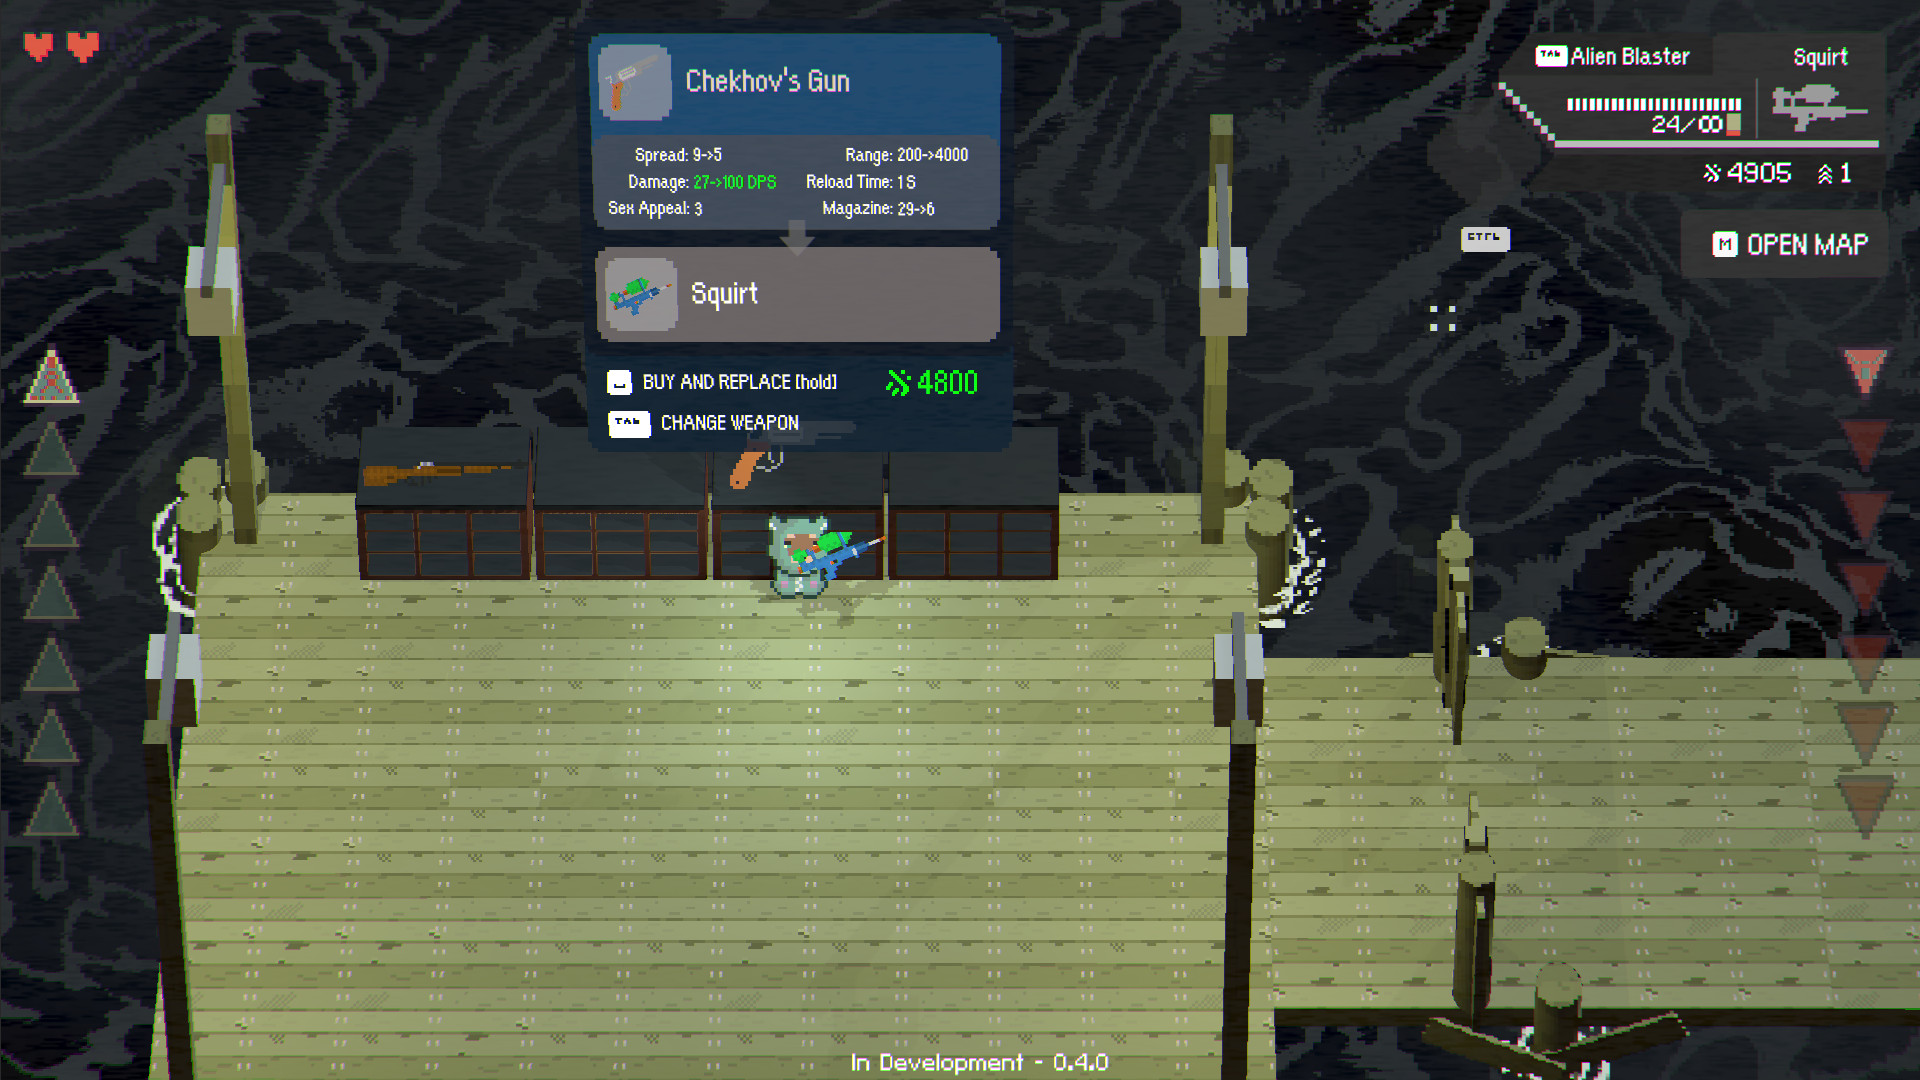 Chekhov's Gun
Spread: 9->5
Range: 200->4000
Damage: 27->100 DPS
Reload Time: 1 S
Sex Appeal: 3
Magazine: 29->6
Squirt
BUY AND REPLACE [hold]
4800
TAB CHANGE WEAPON
TAB Alien Blaster
Squirt
24/∞
4905
1
CTRL
M OPEN MAP
In Development - 0.4.0